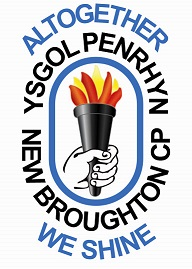 ALTOGETHER
YSGOL PENRHYN
NEW BROUGHTON CP
WE SHINE